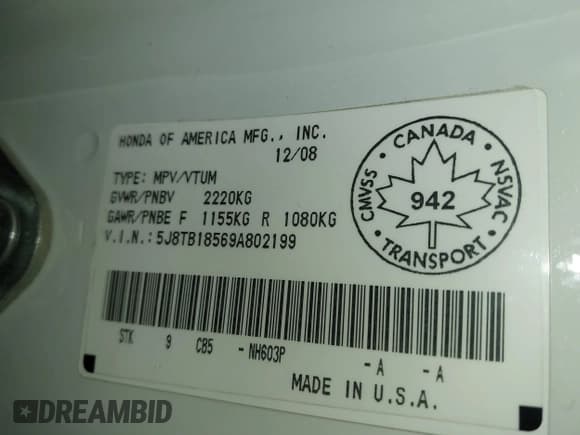 HONDA OF AMERICA MFG., INC.
12/08
TYPE: MPV/VTUM
GVWR/PNBV 2220KG
GAWR/PNBE F 1155KG R 1080KG
V.I.N.: 5J8TB18569A802199
CANADA
CMVSS
942
NSVAC
TRANSPORT
STK 9 C85 -NH603P -A -A
MADE IN U.S.A.
DREAMBID